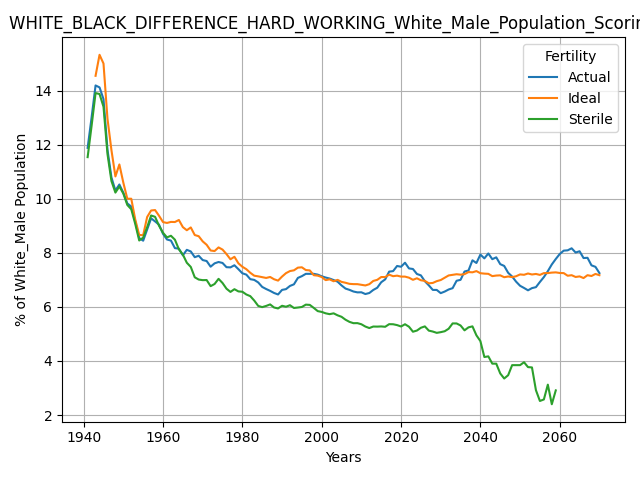 WHITE_BLACK_DIFFERENCE_HARD_WORKING_White_Male_Population_Scorin
Fertility
Actual
Ideal
Sterile
% of White_Male Population
14
12
10
8
6
4
2
1940 1960 1980 2000 2020 2040 2060
Years